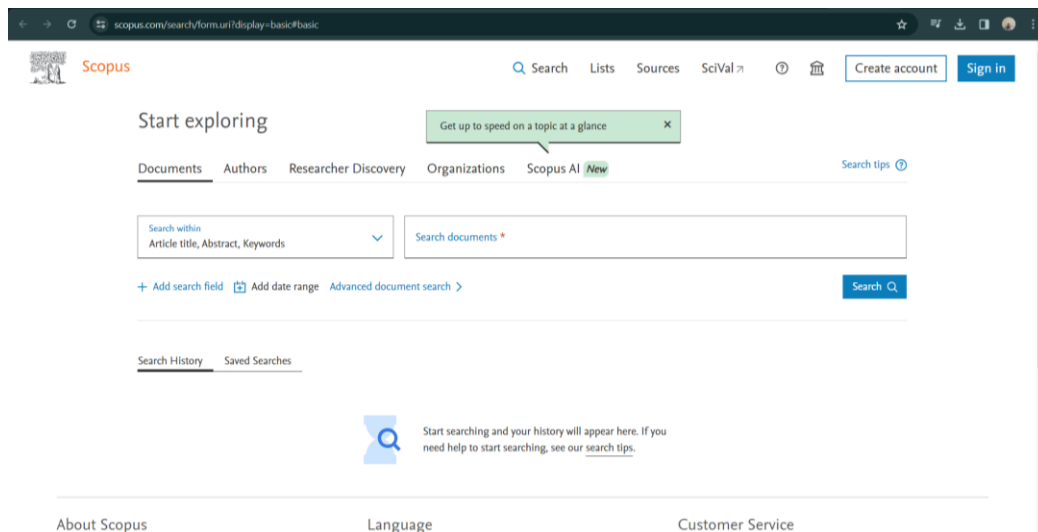 scopus.com/search/form.uri?display=basic#basic
Scopus
Search Lists Sources SciVal Create account Sign in
Start exploring
Get up to speed on a topic at a glance
Documents Authors Researcher Discovery Organizations Scopus AI New
Search tips
Search within
Article title, Abstract, Keywords
Search documents *
Add search field Add date range Advanced document search
Search
Search History Saved Searches
Start searching and your history will appear here. If you
need help to start searching, see our search tips.
About Scopus Language Customer Service